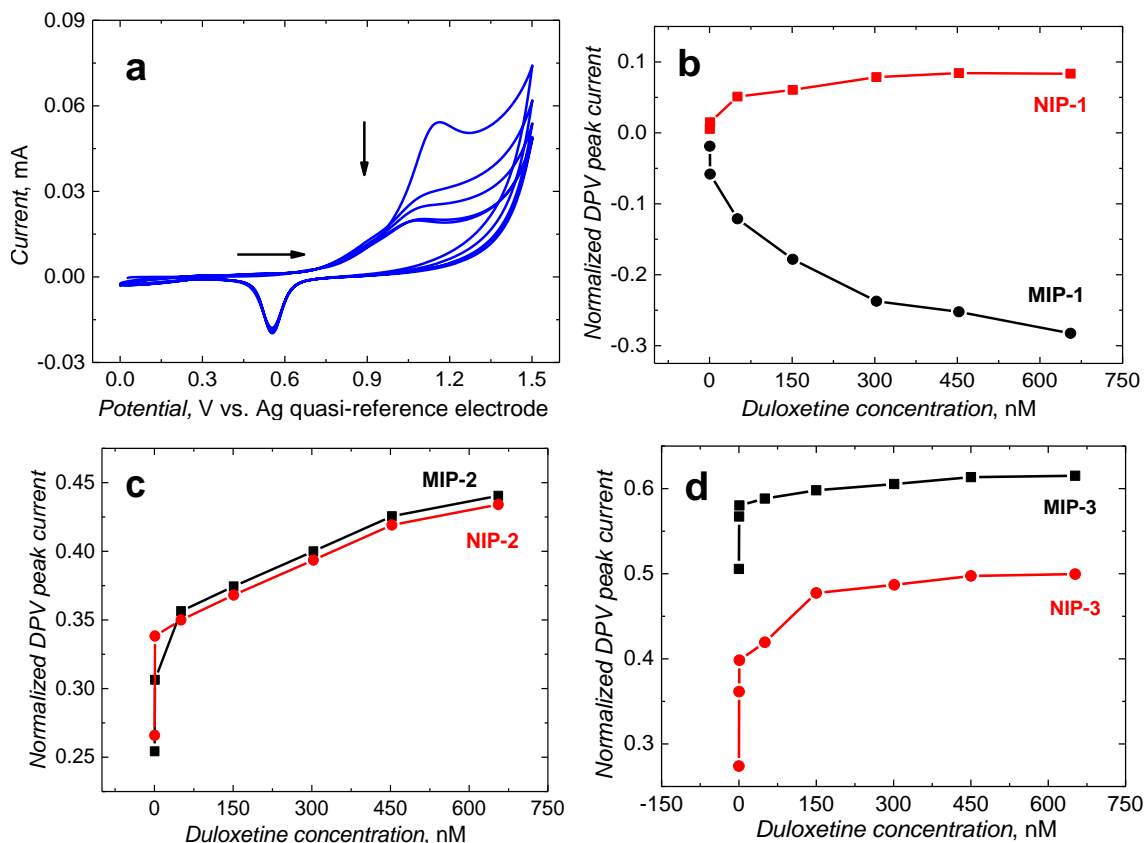 a
0.09
0.06
0.03
0.00
-0.03
Current, mA
0.0 0.3 0.6 0.9 1.2 1.5
Potential, V vs. Ag quasi-reference electrode
b
0.1
0.0
-0.1
-0.2
-0.3
Normalized DPV peak current
NIP-1
MIP-1
0 150 300 450 600 750
Duloxetine concentration, nM
c
0.45
0.40
0.35
0.30
0.25
Normalized DPV peak current
MIP-2
NIP-2
0 150 300 450 600 750
Duloxetine concentration, nM
d
0.6
0.5
0.4
0.3
Normalized DPV peak current
MIP-3
NIP-3
-150 0 150 300 450 600 750
Duloxetine concentration, nM